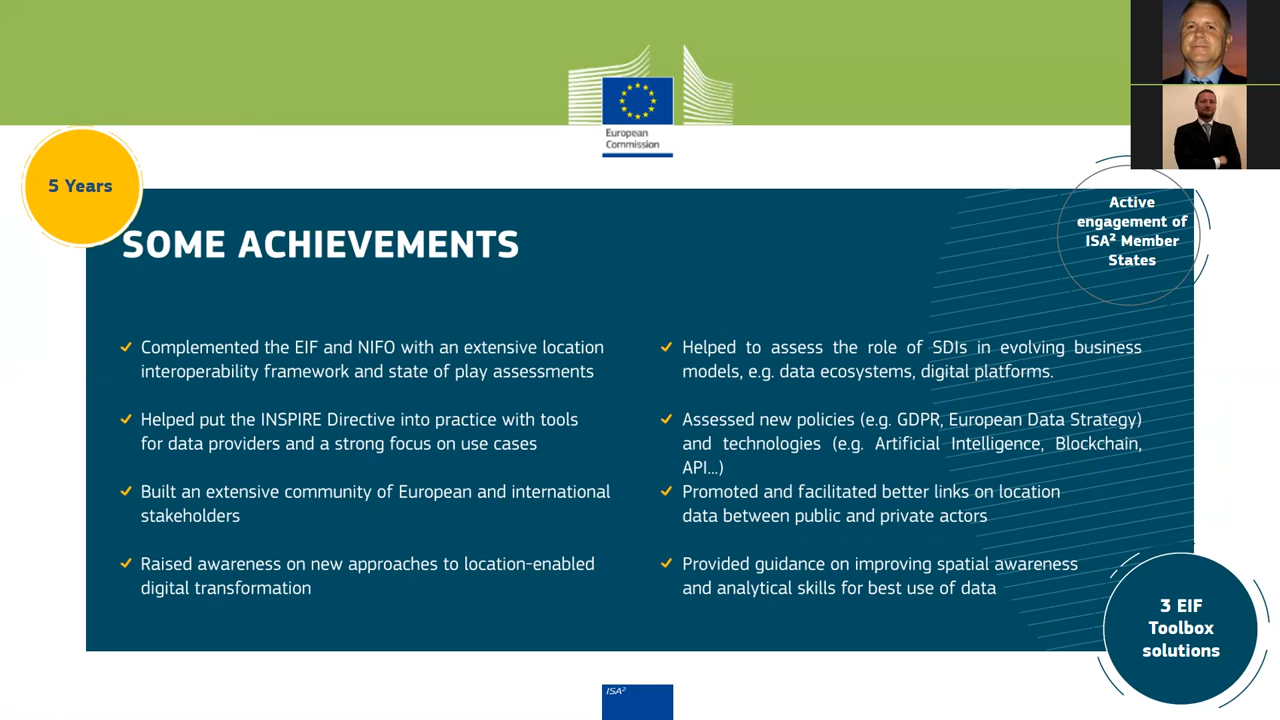 European
Commission
5 Years
Active
engagement of
ISA² Member
States
SOME ACHIEVEMENTS
Complemented the EIF and NIFO with an extensive location
interoperability framework and state of play assessments
Helped put the INSPIRE Directive into practice with tools
for data providers and a strong focus on use cases
Built an extensive community of European and international
stakeholders
Raised awareness on new approaches to location-enabled
digital transformation
Helped to assess the role of SDIs in evolving business
models, e.g. data ecosystems, digital platforms.
Assessed new policies (e.g. GDPR, European Data Strategy)
and technologies (e.g. Artificial Intelligence, Blockchain,
API...)
Promoted and facilitated better links on location
data between public and private actors
Provided guidance on improving spatial awareness
and analytical skills for best use of data
3 EIF
Toolbox
solutions
ISA²